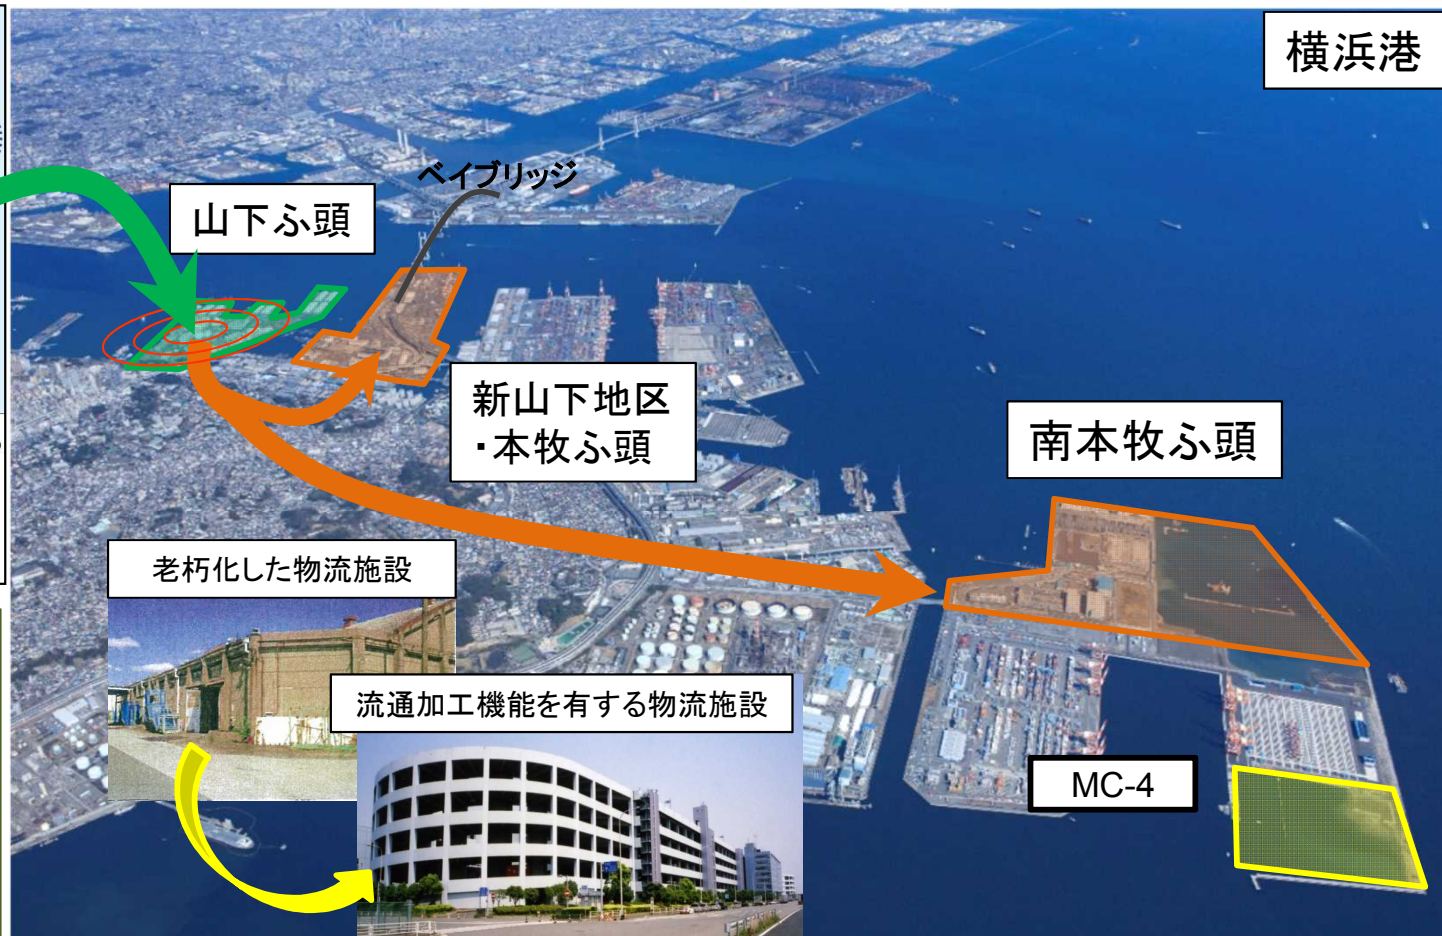 横浜港
ベイブリッジ
山下ふ頭
新山下地区
・本牧ふ頭
南本牧ふ頭
老朽化した物流施設
流通加工機能を有する物流施設
MC-4